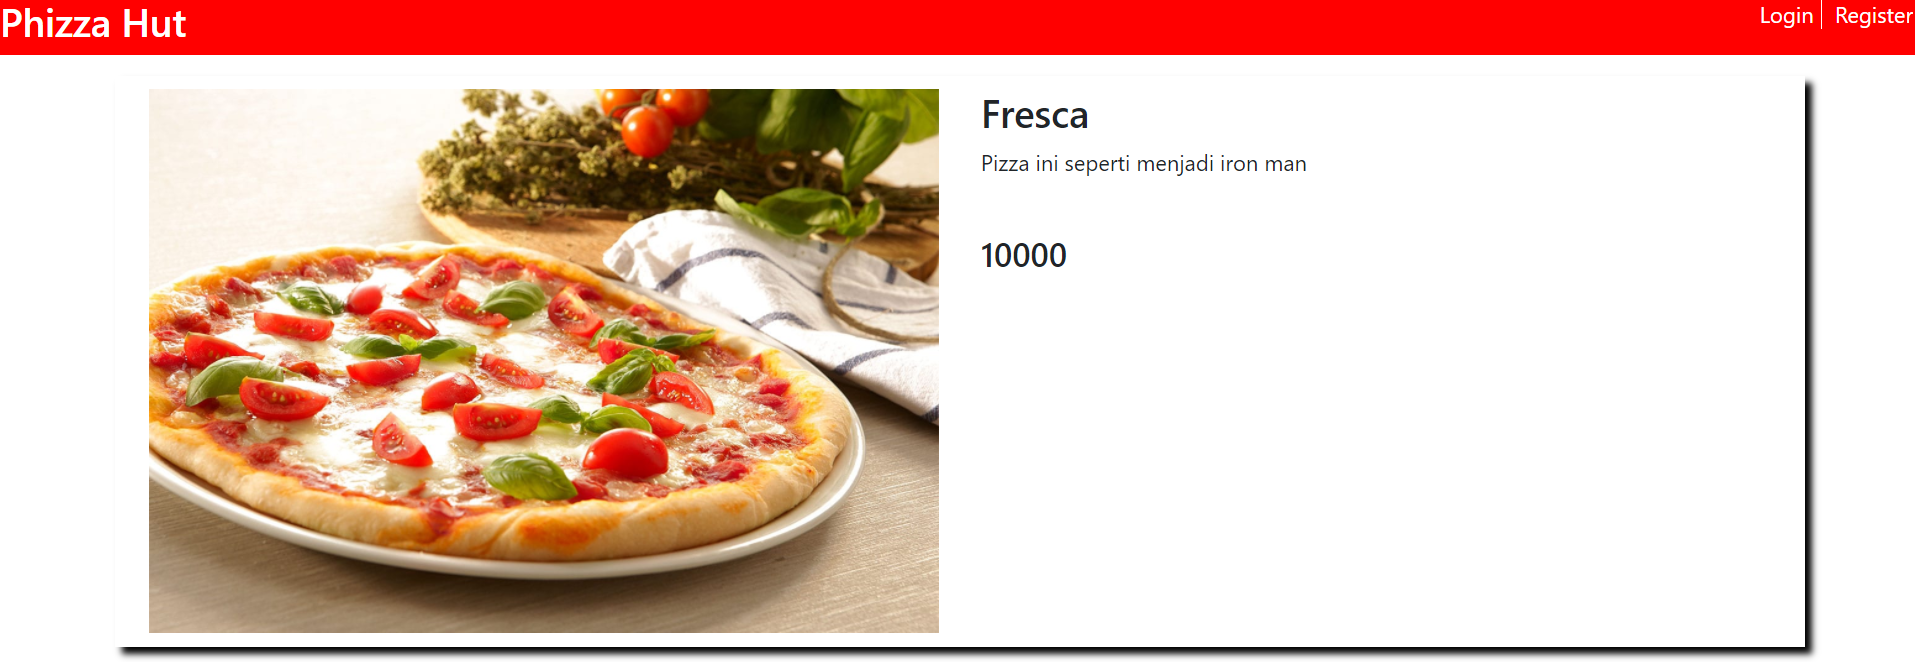 Phizza Hut
Login
Register
Fresca
Pizza ini seperti menjadi iron man
10000